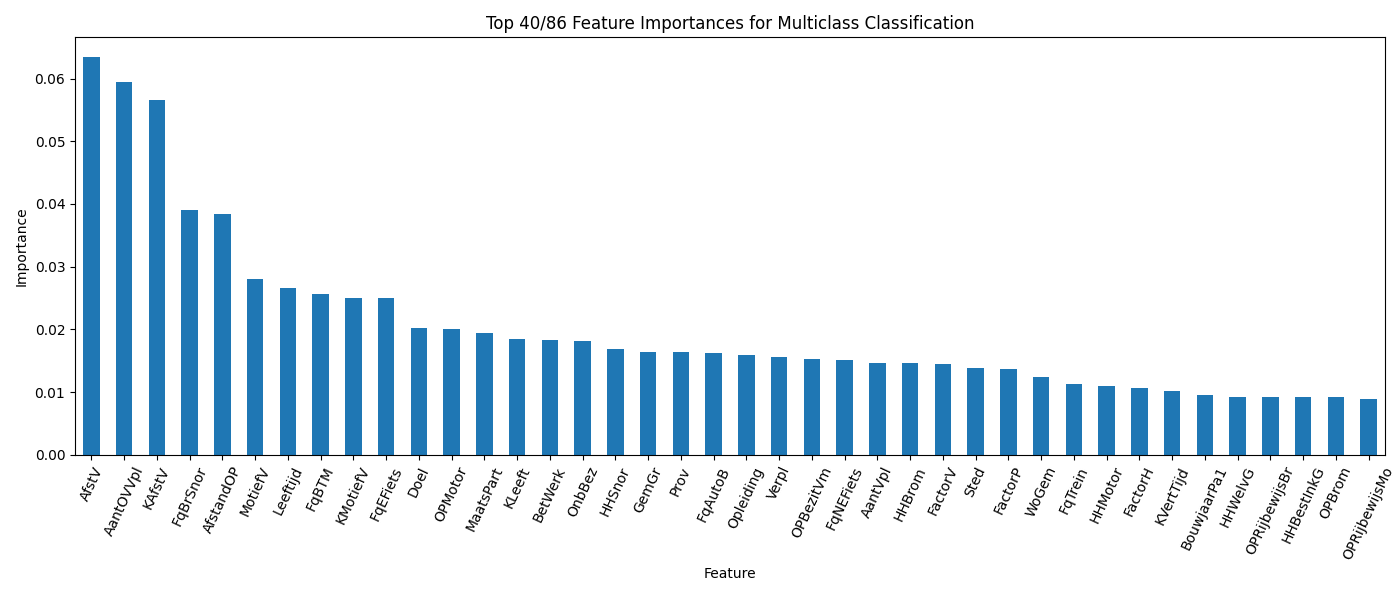 Top 40/86 Feature Importances for Multiclass Classification
Importance
0.06
0.05
0.04
0.03
0.02
0.01
0.00
AfstV
AantOVVpl
KAfstV
FqBrSnor
AfstandOP
MotiefV
Leeftijd
FqBTM
KMotiefV
FqEFiets
Doel
OPMotor
MaatsPart
KLeeft
BetWerk
OnbBez
HHSnor
GemGr
Prov
FqAutoB
Opleiding
Verpl
OPBezitVm
FqNEFiets
AantVpl
HHBrom
FactorV
Sted
FactorP
WoGem
FqTrein
HHMotor
FactorH
KVertTijd
BouwjaarPa1
HHWelvG
OPRijbewijsBr
HHBestInkG
OPBrom
OPRijbewijsMo
Feature